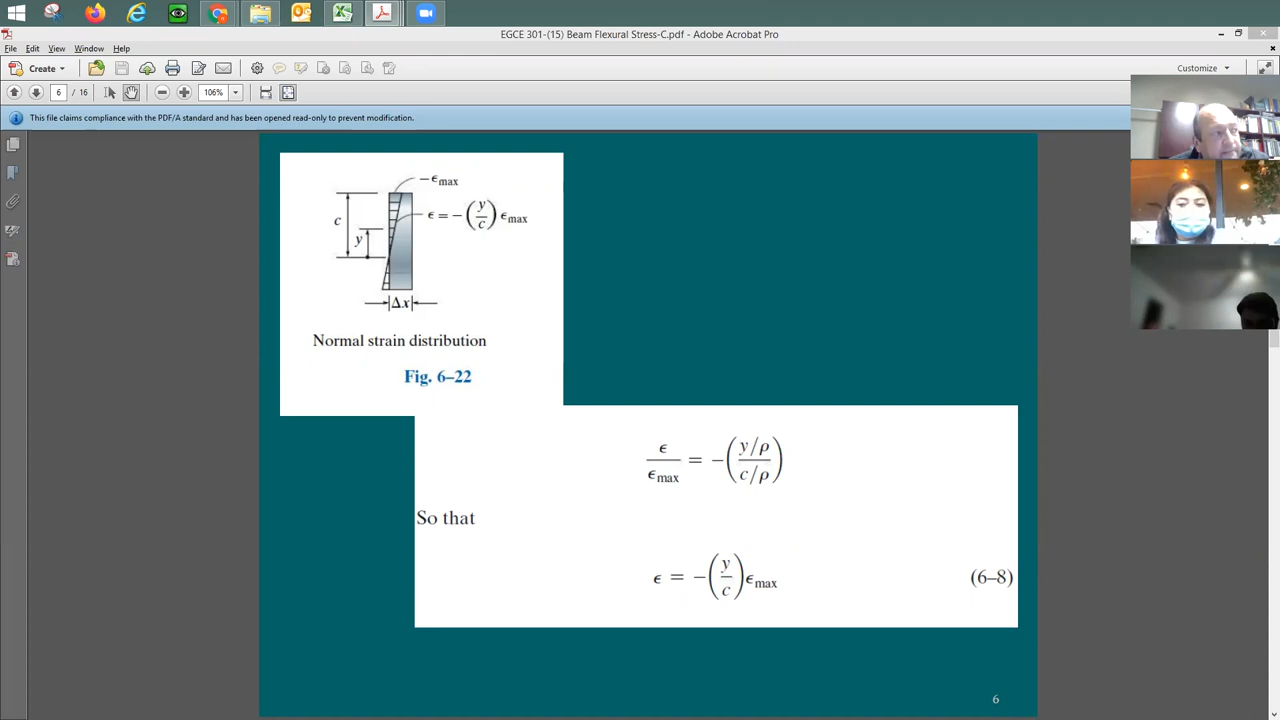 EGCE 301-(15) Beam Flexural Stress-C.pdf - Adobe Acrobat Pro
File Edit View Window Help
Create
Customize
6 / 16
106%
This file claims compliance with the PDF/A standard and has been opened read-only to prevent modification.
−ϵmax
c
ϵ = −(y/c) ϵmax
y
Δx
Normal strain distribution
Fig. 6–22
ϵ/ϵmax = −((y/ρ)/(c/ρ))
So that
ϵ = −(y/c)ϵmax (6–8)
6